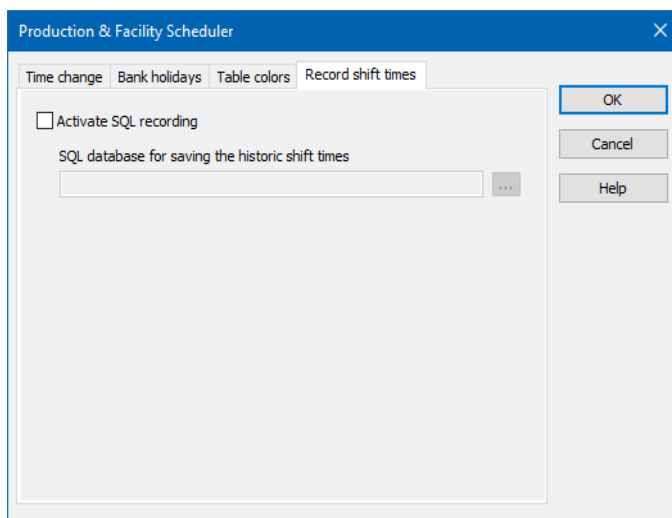 Production & Facility Scheduler
Time change Bank holidays Table colors Record shift times
Activate SQL recording
SQL database for saving the historic shift times
...
OK
Cancel
Help